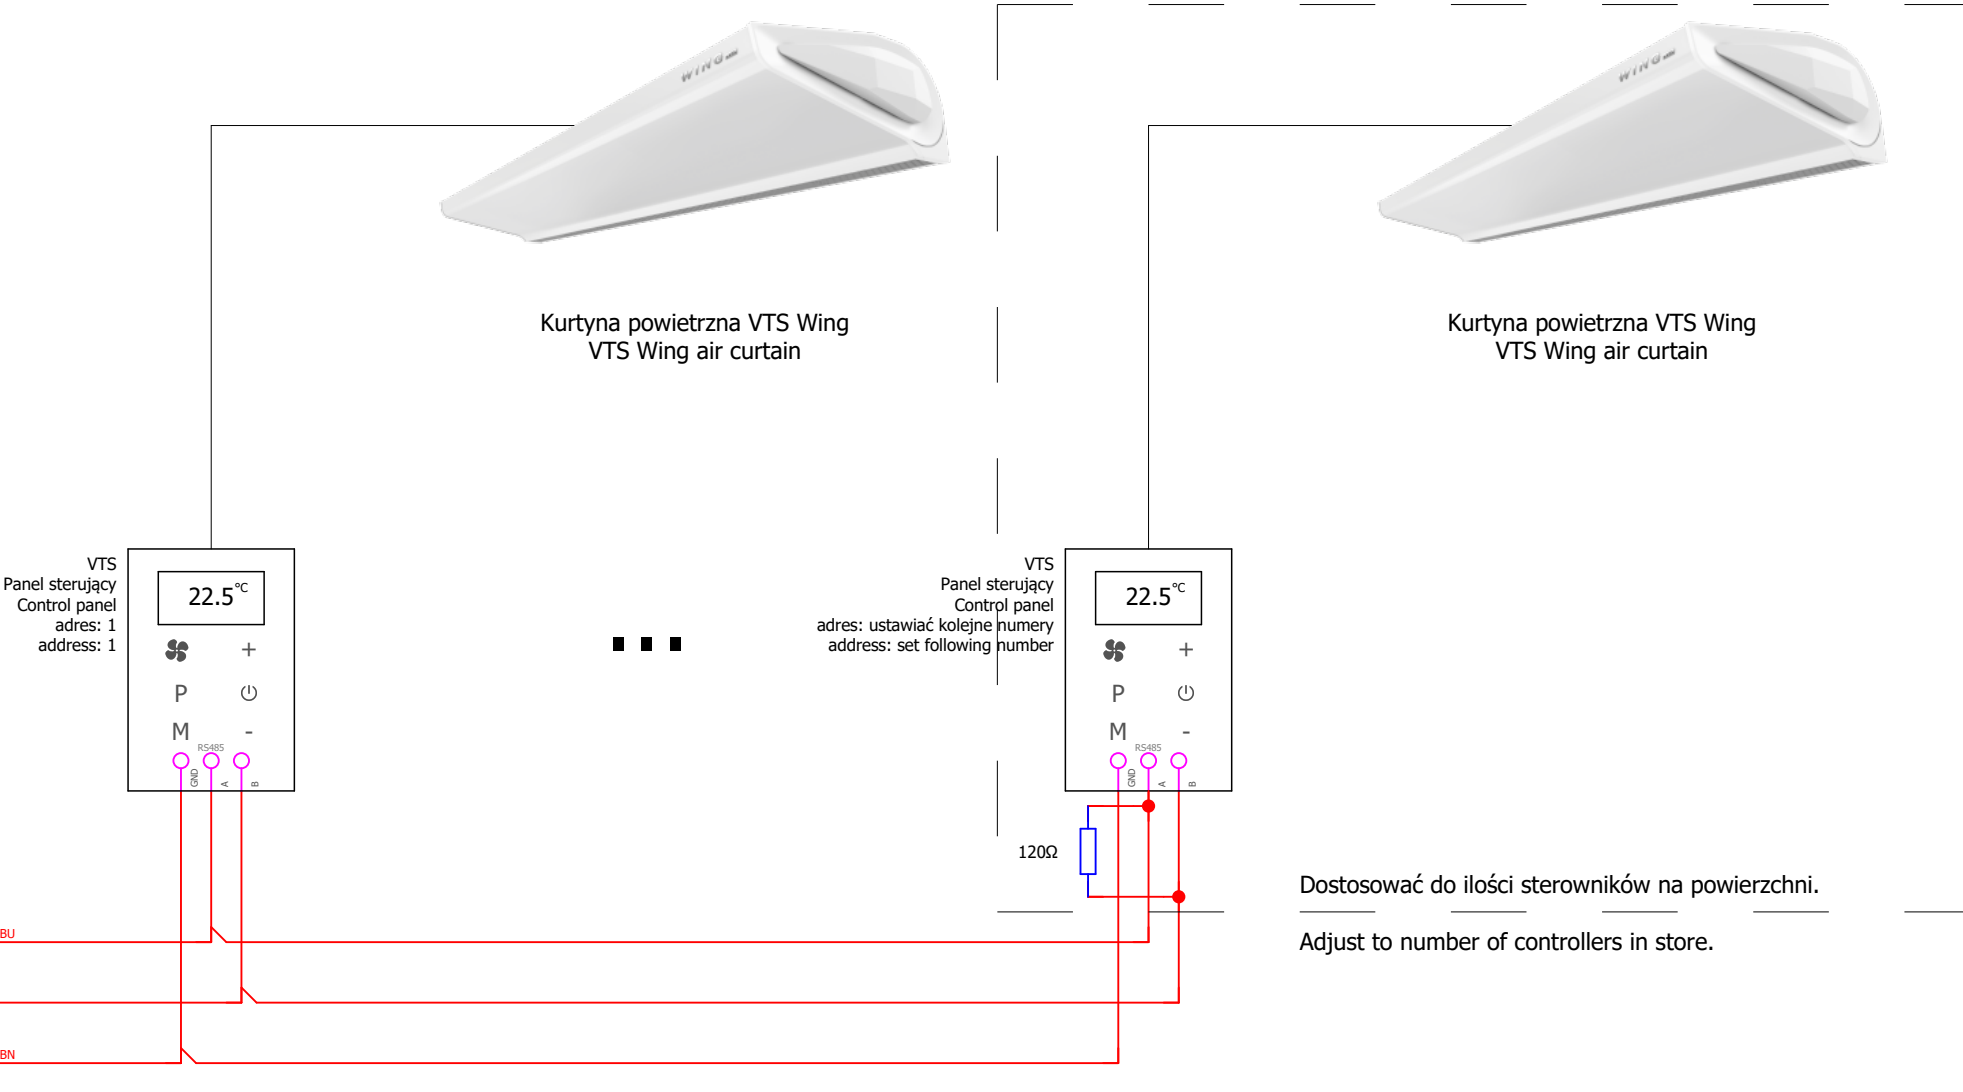 WING
WING
Kurtyna powietrzna VTS Wing
VTS Wing air curtain
Kurtyna powietrzna VTS Wing
VTS Wing air curtain
VTS
Panel sterujący
Control panel
adres: 1
address: 1
22.5°C
+
P
M
-
RS485
GND
A
B
VTS
Panel sterujący
Control panel
adres: ustawiać kolejne numery
address: set following number
22.5°C
+
P
M
-
RS485
GND
A
B
120Ω
Dostosować do ilości sterowników na powierzchni.
Adjust to number of controllers in store.
BU
BN